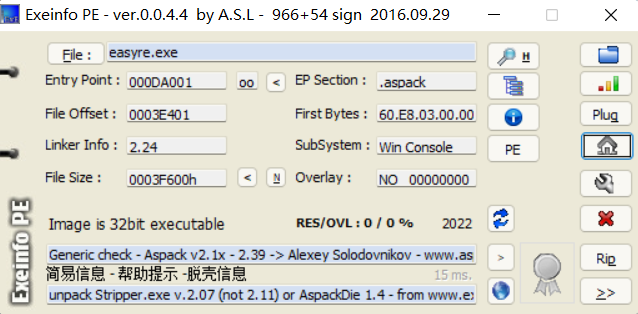 Exeinfo PE - ver.0.0.4.4  by A.S.L -  966+54 sign  2016.09.29
File : easyre.exe H
Entry Point : 000DA001 oo < EP Section : .aspack
File Offset : 0003E401 First Bytes : 60.E8.03.00.00 Plug
Linker Info : 2.24 SubSystem : Win Console PE
File Size : 0003F600h < N Overlay : NO 00000000
Image is 32bit executable RES/OVL : 0 / 0 % 2022
Generic check - Aspack v2.1x - 2.39 -> Alexey Solodovnikov - www.as > Rip
简易信息 - 帮助提示 -脱壳信息 15 ms.
unpack Stripper.exe v.2.07 (not 2.11) or AspackDie 1.4 - from www.ex >>
Exeinfo PE